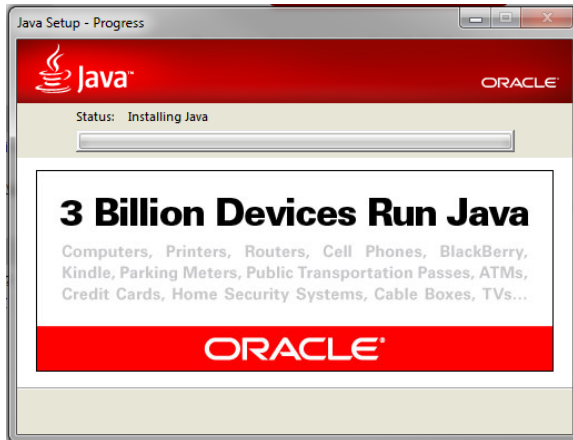 Java Setup - Progress
Java™
ORACLE®
Status: Installing Java
3 Billion Devices Run Java
Computers, Printers, Routers, Cell Phones, BlackBerry,
Kindle, Parking Meters, Public Transportation Passes, ATMs,
Credit Cards, Home Security Systems, Cable Boxes, TVs...
ORACLE®